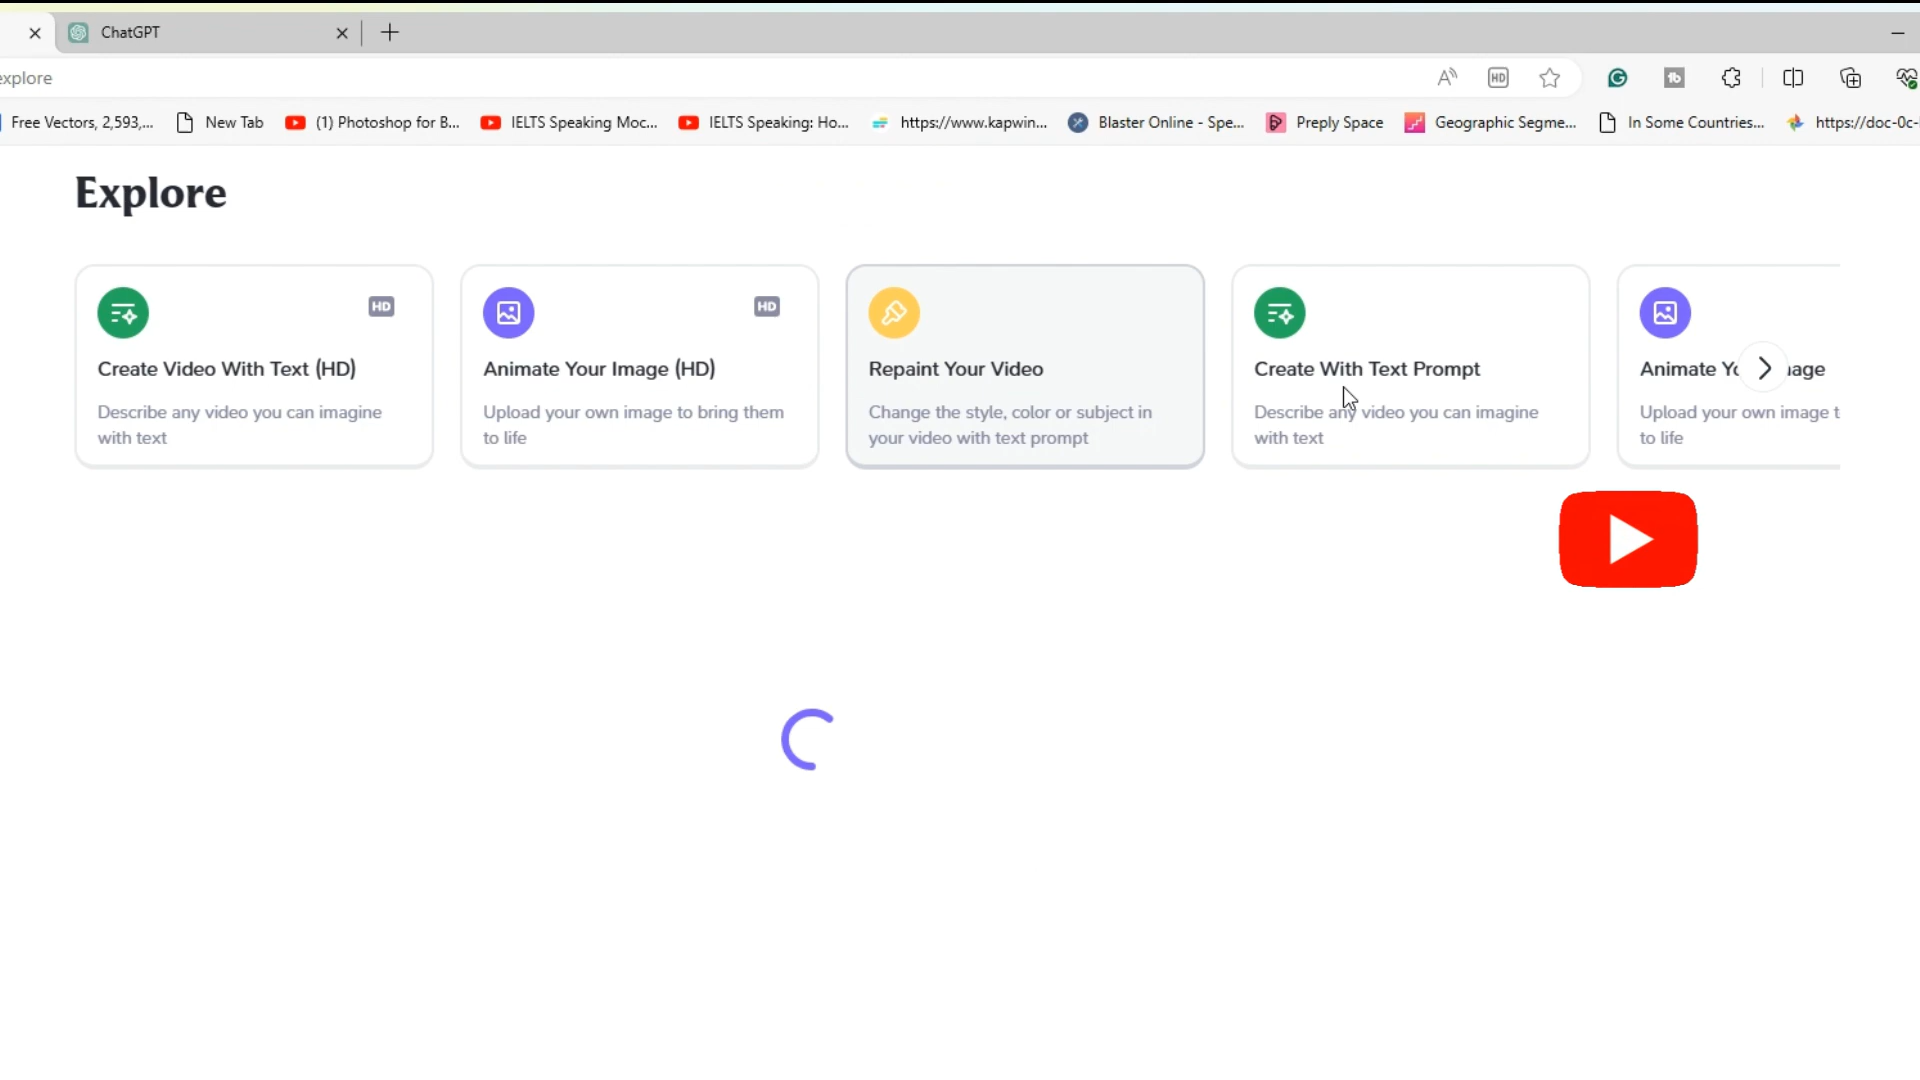 ChatGPT
explore
Free Vectors, 2,593,... New Tab (1) Photoshop for B... IELTS Speaking Moc... IELTS Speaking: Ho... https://www.kapwin... Blaster Online - Spe... Preply Space Geographic Segme... In Some Countries... https://doc-0c-
Explore
HD HD
Create Video With Text (HD) Animate Your Image (HD) Repaint Your Video Create With Text Prompt Animate Yo age
Describe any video you can imagine Upload your own image to bring them Change the style, color or subject in Describe any video you can imagine Upload your own image t
with text to life your video with text prompt with text to life